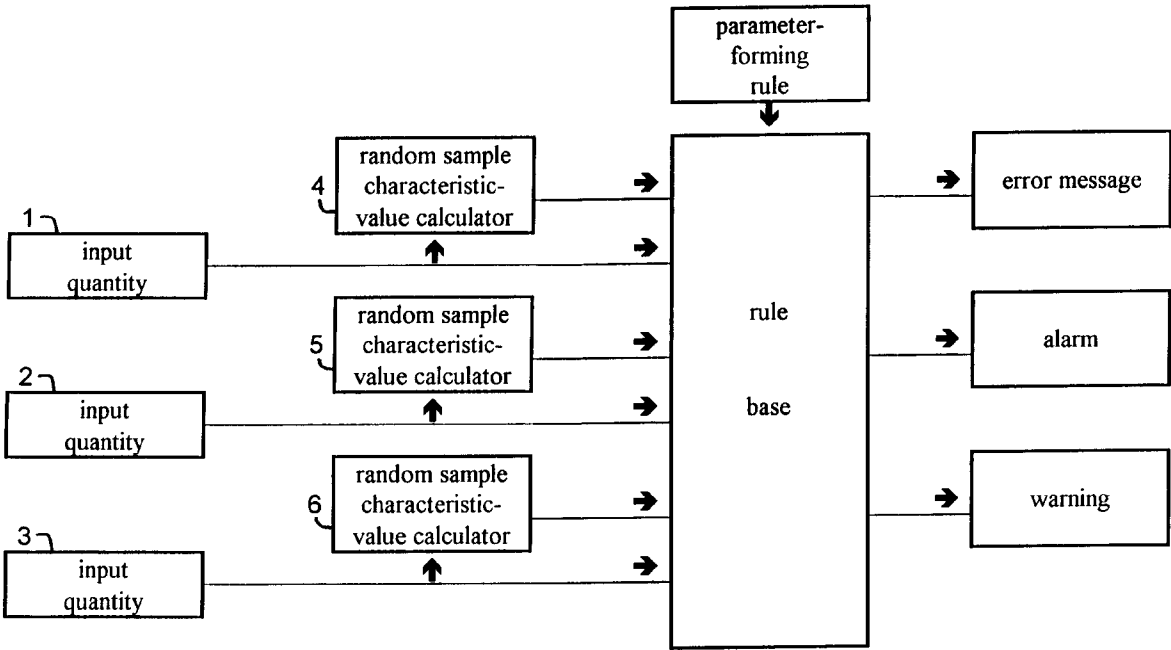 parameter-
forming
rule
random sample
characteristic-
value calculator
4
error message
1
input
quantity
random sample
characteristic-
value calculator
5
rule
base
alarm
2
input
quantity
random sample
characteristic-
value calculator
6
warning
3
input
quantity